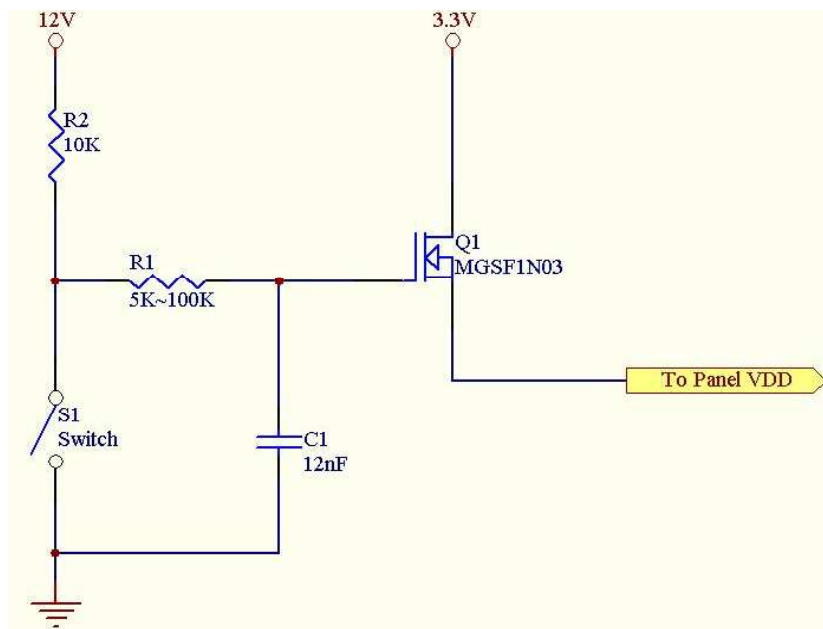 12V
3.3V
R2
10K
R1
5K~100K
Q1
MGSF1N03
To Panel VDD
S1
Switch
C1
12nF